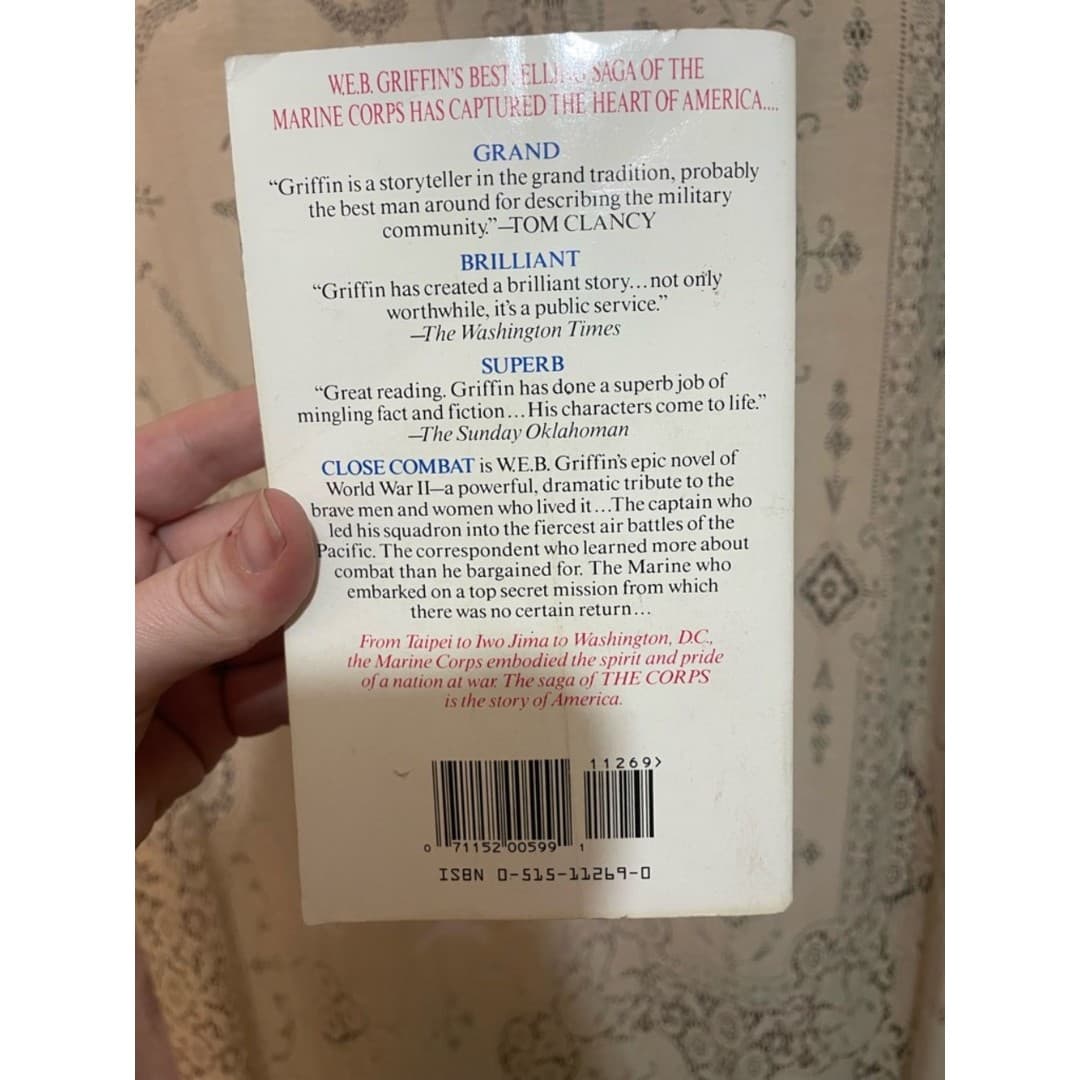 W.E.B. GRIFFIN'S BESTSELLING SAGA OF THE
MARINE CORPS HAS CAPTURED THE HEART OF AMERICA....
GRAND
“Griffin is a storyteller in the grand tradition, probably
the best man around for describing the military
community.”—TOM CLANCY
BRILLIANT
“Griffin has created a brilliant story...not only
worthwhile, it's a public service.”
—The Washington Times
SUPERB
“Great reading. Griffin has done a superb job of
mingling fact and fiction...His characters come to life.”
—The Sunday Oklahoman
CLOSE COMBAT is W.E.B. Griffin's epic novel of
World War II—a powerful, dramatic tribute to the
brave men and women who lived it...The captain who
led his squadron into the fiercest air battles of the
Pacific. The correspondent who learned more about
combat than he bargained for. The Marine who
embarked on a top secret mission from which
there was no certain return...
From Taipei to Iwo Jima to Washington, D.C.,
the Marine Corps embodied the spirit and pride
of a nation at war. The saga of THE CORPS
is the story of America.
11269>
0 71152 00599 1
ISBN 0-515-11269-0